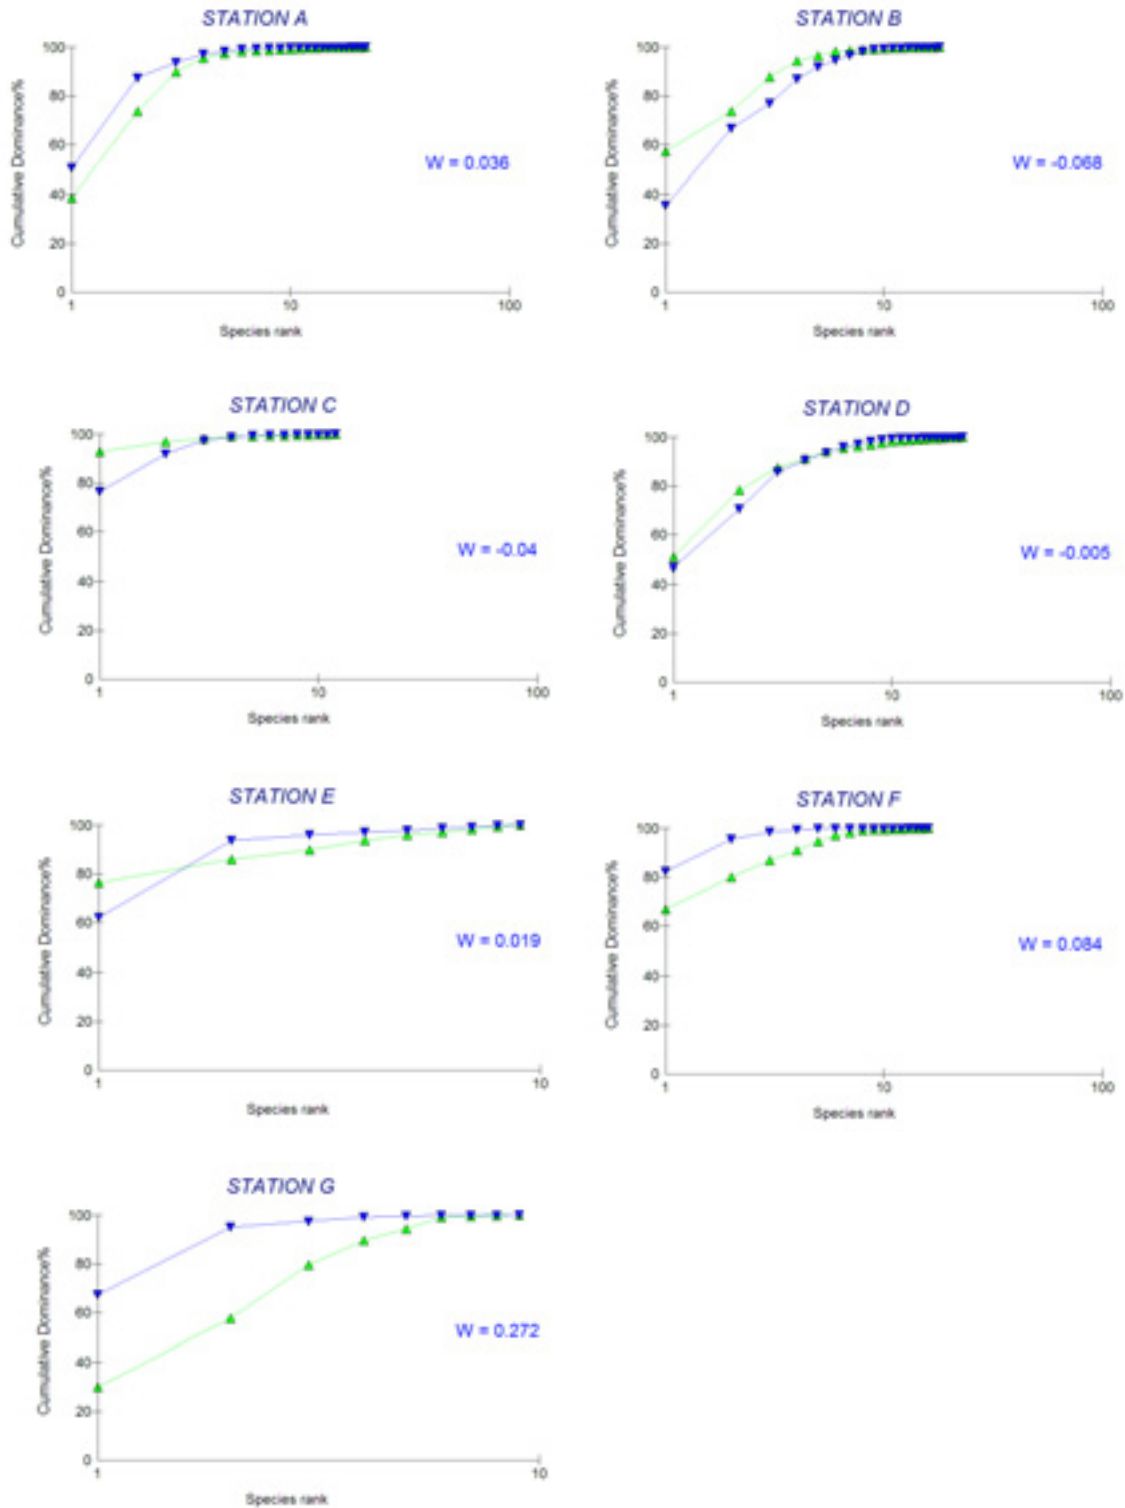 STATION A
Cumulative Dominance%
100
80
60
40
20
0
1 10 100
Species rank
W = 0.036
STATION B
Cumulative Dominance%
100
80
60
40
20
0
1 10 100
Species rank
W = -0.068
STATION C
Cumulative Dominance%
100
80
60
40
20
0
1 10 100
Species rank
W = -0.04
STATION D
Cumulative Dominance%
100
80
60
40
20
0
1 10 100
Species rank
W = -0.005
STATION E
Cumulative Dominance%
100
80
60
40
20
0
1 10
Species rank
W = 0.019
STATION F
Cumulative Dominance%
100
80
60
40
20
0
1 10 100
Species rank
W = 0.084
STATION G
Cumulative Dominance%
100
80
60
40
20
0
1 10
Species rank
W = 0.272